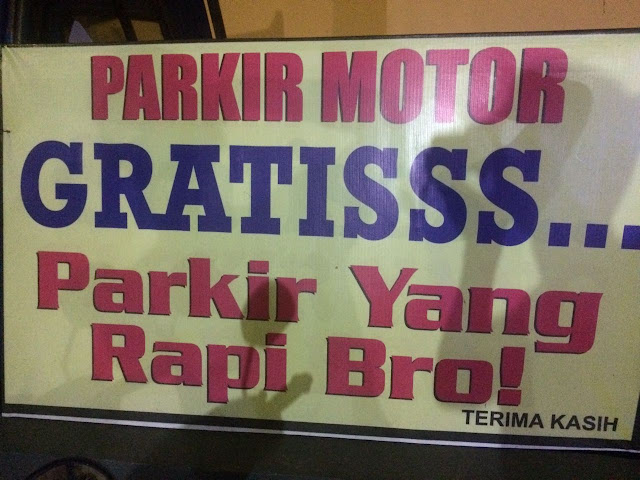 PARKIR MOTOR
GRATISSS...
Parkir Yang
Rapi Bro!
TERIMA KASIH